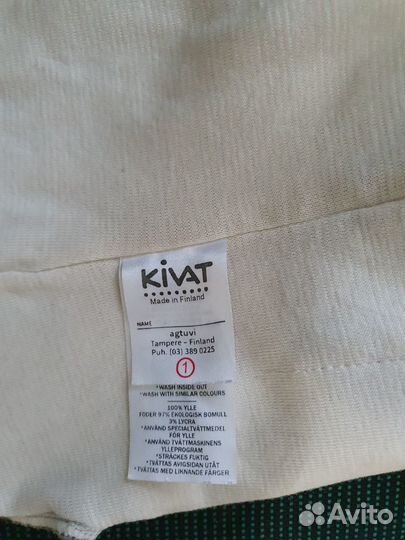 KiVAT
Made in Finland
NAME
agtuvi
Tampere – Finland
Puh. (03) 389 0225
1
*WASH INSIDE OUT
*WASH WITH SIMILAR COLOURS
100% YLLE
FODER 97% EKOLOGISK BOMULL
3% LYCRA
*ANVÄND SPECIALTVÄTTMEDEL
FÖR YLLE
*ANVÄND TVÄTTMASKINENS
YLLEPROGRAM
*STRÄCKES FUKTIG
*TVÄTTAS AVIGSIDAN UTÅT
*TVÄTTAS MED LIKNANDE FÄRGER
Avito